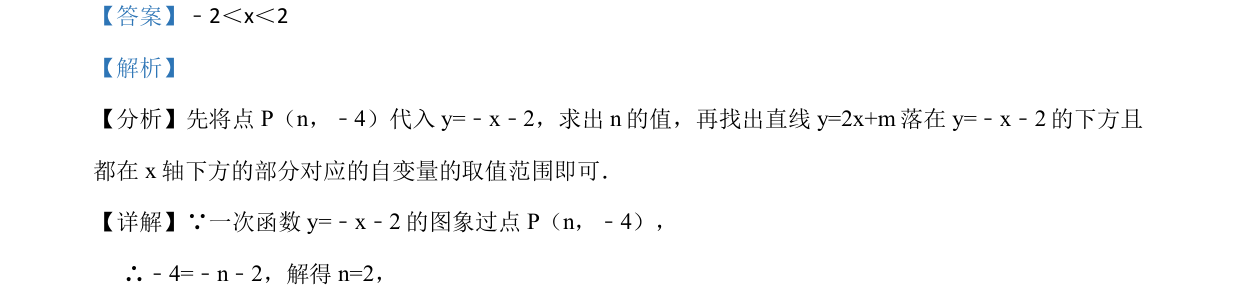 【答案】﹣2＜x＜2
【解析】
【分析】先将点 P（n，﹣4）代入 y=﹣x﹣2，求出 n 的值，再找出直线 y=2x+m 落在 y=﹣x﹣2 的下方且
都在 x 轴下方的部分对应的自变量的取值范围即可．
【详解】∵一次函数 y=﹣x﹣2 的图象过点 P（n，﹣4），
∴﹣4=﹣n﹣2，解得 n=2，